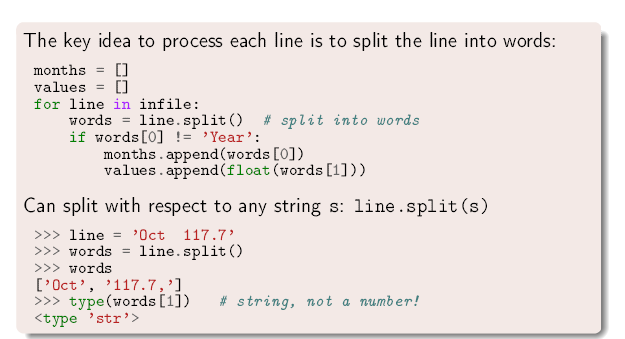 The key idea to process each line is to split the line into words:
months = []
values = []
for line in infile:
    words = line.split()  # split into words
    if words[0] != 'Year':
        months.append(words[0])
        values.append(float(words[1]))
Can split with respect to any string s: line.split(s)
>>> line = 'Oct  117.7'
>>> words = line.split()
>>> words
['Oct', '117.7,']
>>> type(words[1])   # string, not a number!
<type 'str'>